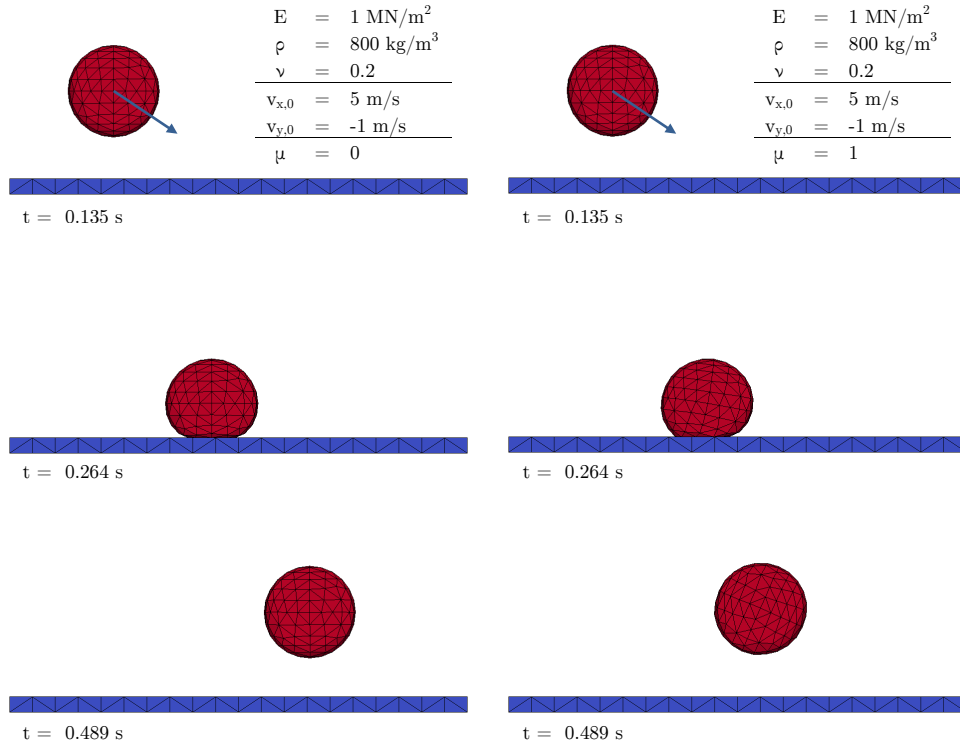 E = 1 MN/m²
ρ = 800 kg/m³
ν = 0.2
vx,0 = 5 m/s
vy,0 = -1 m/s
μ = 0
t = 0.135 s
E = 1 MN/m²
ρ = 800 kg/m³
ν = 0.2
vx,0 = 5 m/s
vy,0 = -1 m/s
μ = 1
t = 0.135 s
t = 0.264 s
t = 0.264 s
t = 0.489 s
t = 0.489 s